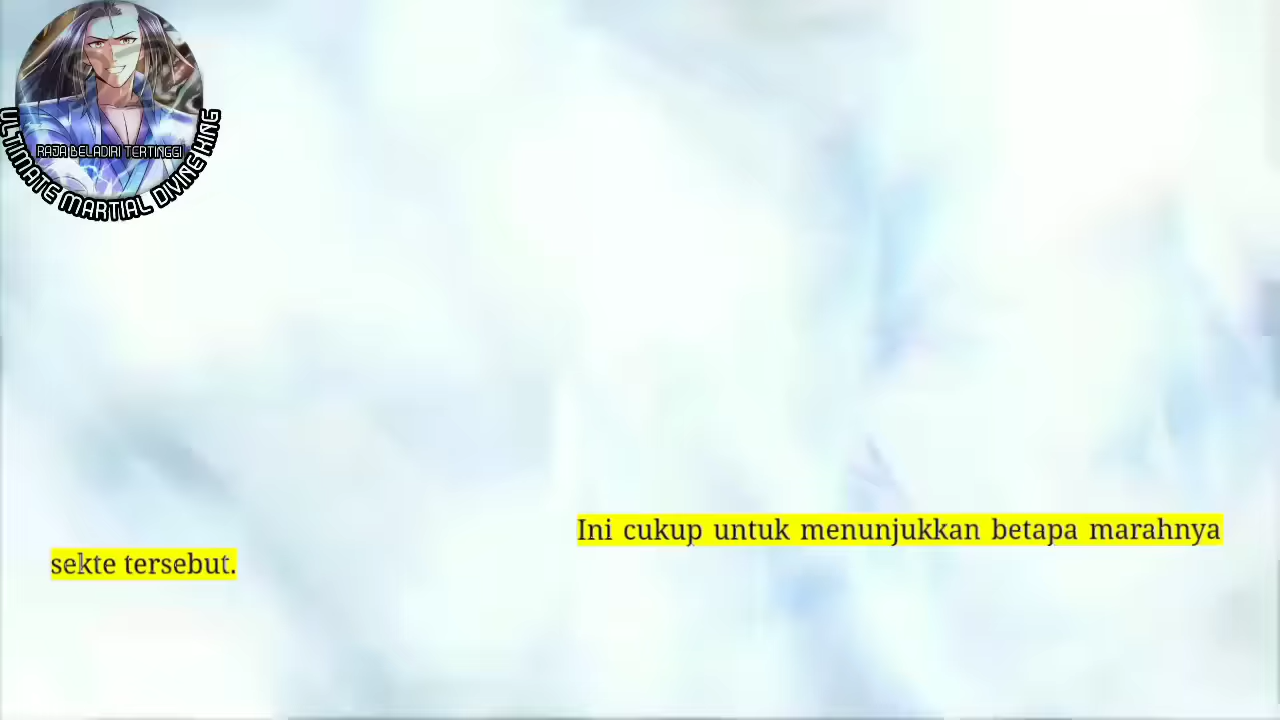 RAJA BELADIRI TERTINGGI
ULTIMATE MARTIAL DIVINE KING
Ini cukup untuk menunjukkan betapa marahnya
sekte tersebut.